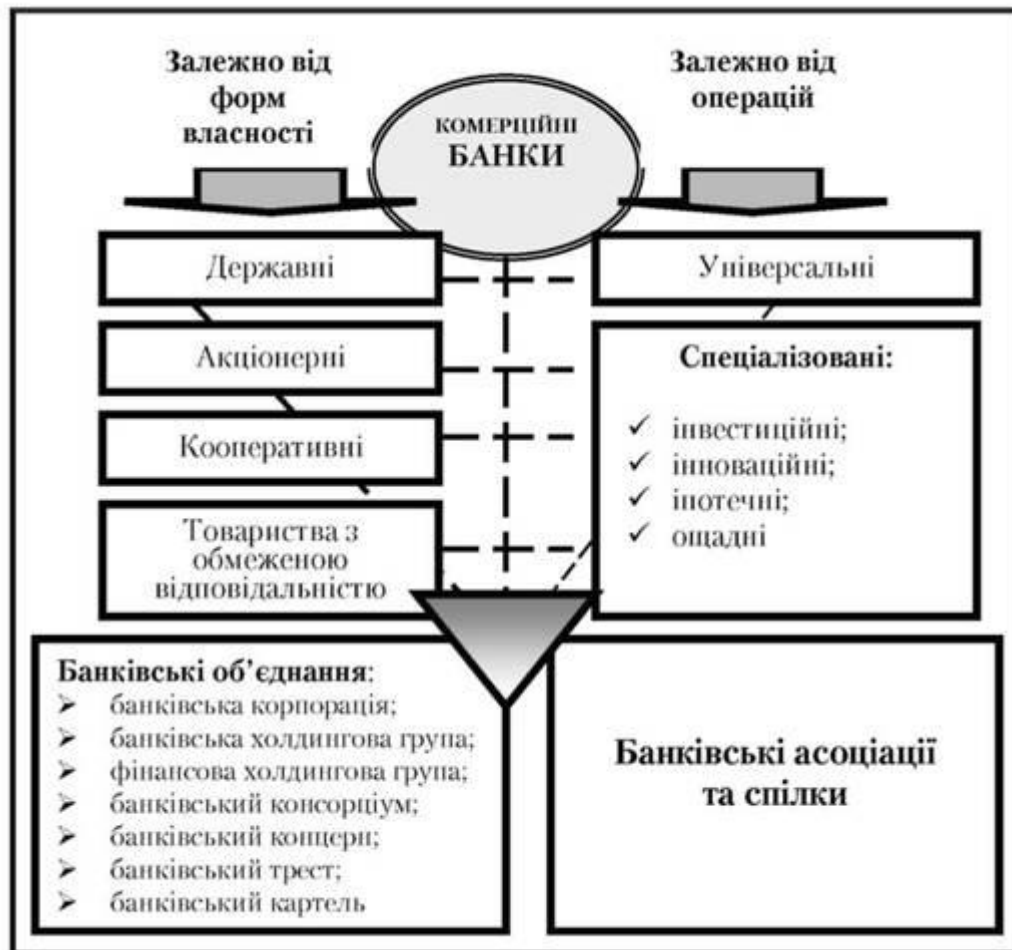 Залежно від
форм
власності
КОМЕРЦІЙНІ
БАНКИ
Залежно від
операцій
Державні
Акціонерні
Кооперативні
Товариства з
обмеженою
відповідальністю
Універсальні
Спеціалізовані:
✓ інвестиційні;
✓ інноваційні;
✓ іпотечні;
✓ ощадні
Банківські об’єднання:
➢ банківська корпорація;
➢ банківська холдингова група;
➢ фінансова холдингова група;
➢ банківський консорціум;
➢ банківський концерн;
➢ банківський трест;
➢ банківський картель
Банківські асоціації
та спілки